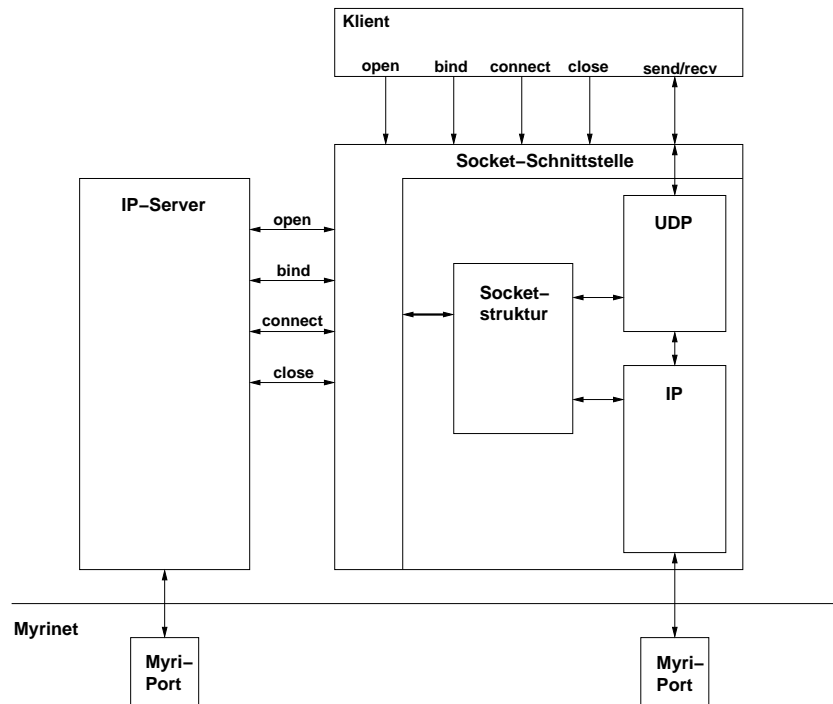 Klient
open bind connect close send/recv
Socket−Schnittstelle
IP−Server
UDP
open
bind
Socket−
struktur
connect
close
IP
Myrinet
Myri−
Port
Myri−
Port